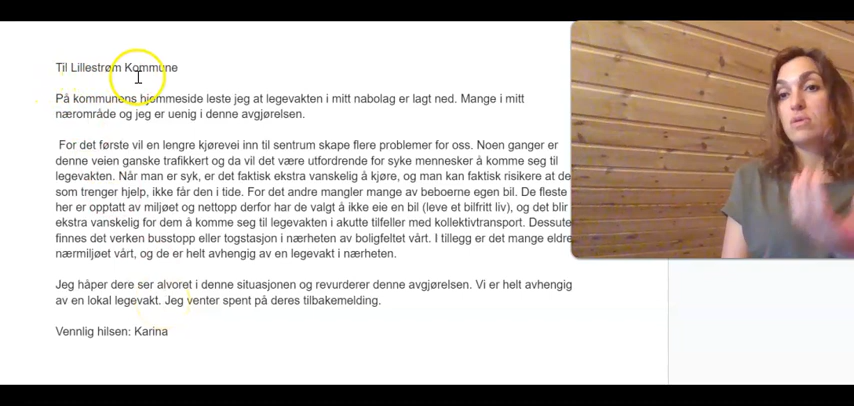 Til Lillestrøm Kommune
På kommunens hjemmeside leste jeg at legevakten i mitt nabolag er lagt ned. Mange i mitt
nærområde og jeg er uenig i denne avgjørelsen.
For det første vil en lengre kjørevei inn til sentrum skape flere problemer for oss. Noen ganger er
denne veien ganske trafikkert og da vil det være utfordrende for syke mennesker å komme seg til
legevakten. Når man er syk, er det faktisk ekstra vanskelig å kjøre, og man kan faktisk risikere at de
som trenger hjelp, ikke får den i tide. For det andre mangler mange av beboerne egen bil. De fleste
her er opptatt av miljøet og nettopp derfor har de valgt å ikke eie en bil (leve et bilfritt liv), og det blir
ekstra vanskelig for dem å komme seg til legevakten i akutte tilfeller med kollektivtransport. Dessute
finnes det verken busstopp eller togstasjon i nærheten av boligfeltet vårt. I tillegg er det mange eldre
nærmiljøet vårt, og de er helt avhengig av en legevakt i nærheten.
Jeg håper dere ser alvoret i denne situasjonen og revurderer denne avgjørelsen. Vi er helt avhengig
av en lokal legevakt. Jeg venter spent på deres tilbakemelding.
Vennlig hilsen: Karina